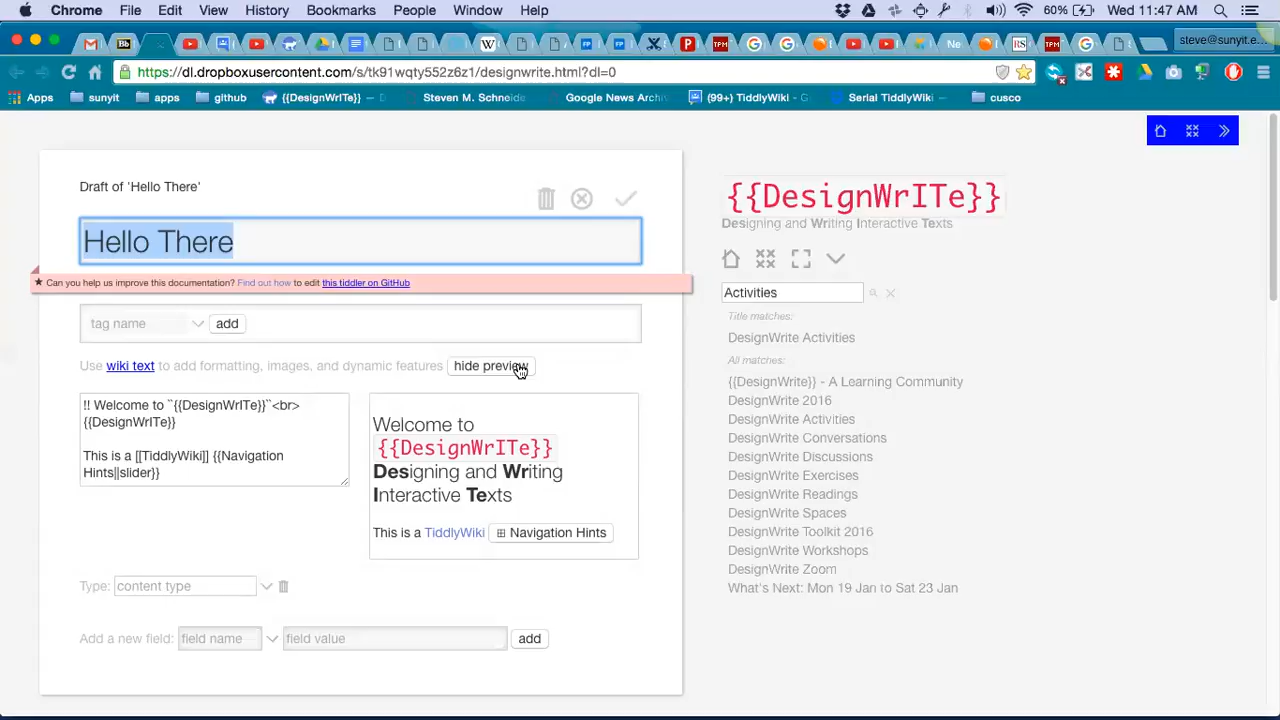 Chrome File Edit View History Bookmarks People Window Help 60% Wed 11:47 AM
steve@sunyit.e...
https://dl.dropboxusercontent.com/s/tk91wqty552z6z1/designwrite.html?dl=0
Apps sunyit apps github {{DesignWrITe}} – D Steven M. Schneide Google News Archi {99+} TiddlyWiki - G Serial TiddlyWiki – cusco
Draft of 'Hello There'
Hello There
★ Can you help us improve this documentation? Find out how to edit this tiddler on GitHub
tag name add
Use wiki text to add formatting, images, and dynamic features hide preview
!! Welcome to ``{{DesignWrITe}}``<br>
{{DesignWrITe}}
This is a [[TiddlyWiki]] {{Navigation
Hints||slider}}
Welcome to
{{DesignWrITe}}
Designing and Writing
Interactive Texts
This is a TiddlyWiki ⊞ Navigation Hints
Type: content type
Add a new field: field name field value add
{{DesignWrITe}}
Designing and Writing Interactive Texts
Activities
Title matches:
DesignWrite Activities
All matches:
{{DesignWrite}} - A Learning Community
DesignWrite 2016
DesignWrite Activities
DesignWrite Conversations
DesignWrite Discussions
DesignWrite Exercises
DesignWrite Readings
DesignWrite Spaces
DesignWrite Toolkit 2016
DesignWrite Workshops
DesignWrite Zoom
What's Next: Mon 19 Jan to Sat 23 Jan